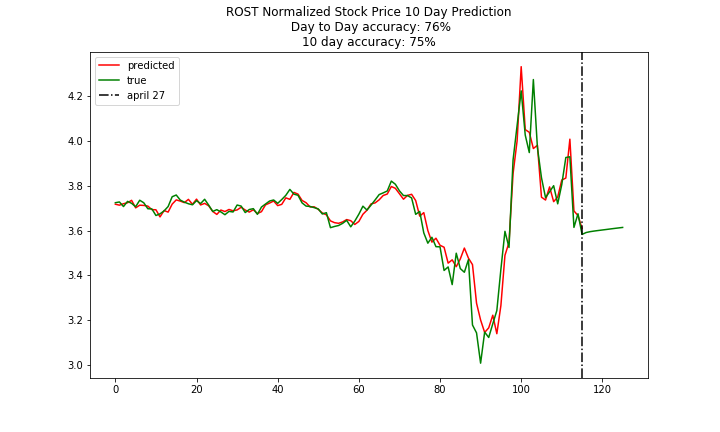 ROST Normalized Stock Price 10 Day Prediction
Day to Day accuracy: 76%
10 day accuracy: 75%
predicted
true
april 27
4.2
4.0
3.8
3.6
3.4
3.2
3.0
0 20 40 60 80 100 120